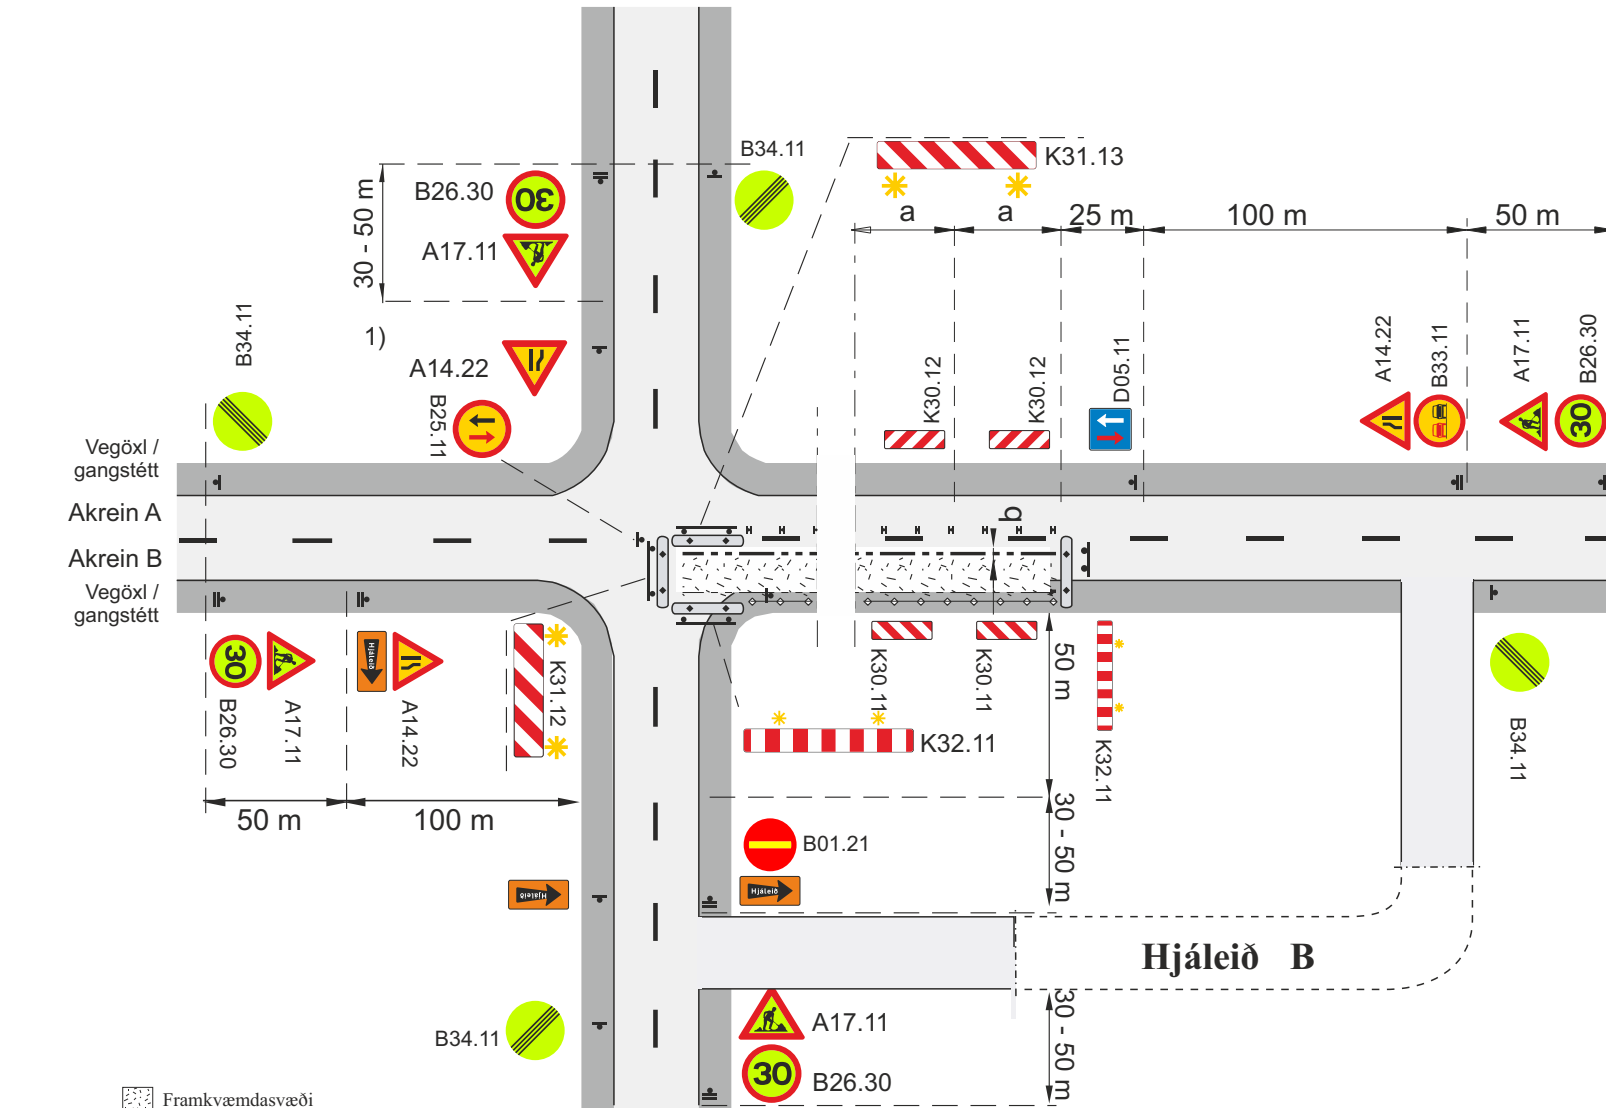 B34.11
K31.13
B26.30
30
A17.11
30 - 50 m
a
a
25 m
100 m
50 m
B34.11
1)
A14.22
B25.11
K30.12
K30.12
D05.11
A14.22
B33.11
A17.11
B26.30
30
Vegöxl /
gangstétt
Akrein A
Akrein B
Vegöxl /
gangstétt
b
H H H H H H H H H
30
B26.30
A17.11
Hjáleið
A14.22
K31.12
K30.11
K30.11
50 m
K32.11
K32.11
B34.11
50 m
100 m
30 - 50 m
B01.21
Hjáleið
Hjáleið
Hjáleið B
B34.11
A17.11
30
B26.30
30 - 50 m
Framkvæmdasvæði